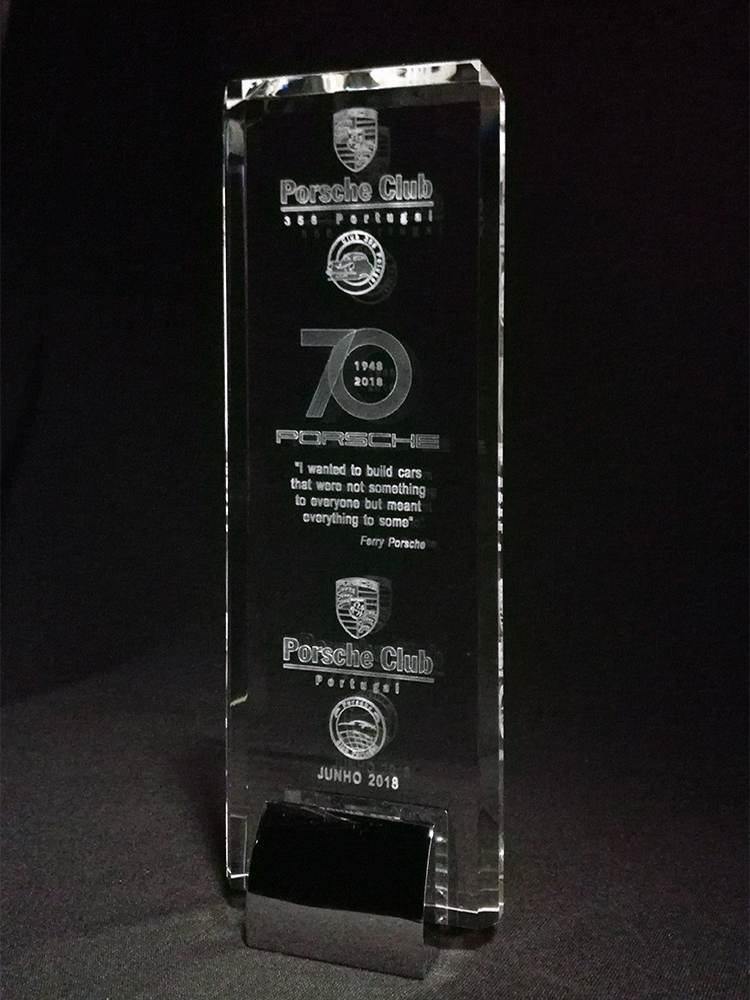 Porsche Club
356 Portugal
70
1948
2018
PORSCHE
"I wanted to build cars
that were not something
to everyone but meant
everything to some"
Ferry Porsche
Porsche Club
Portugal
JUNHO 2018